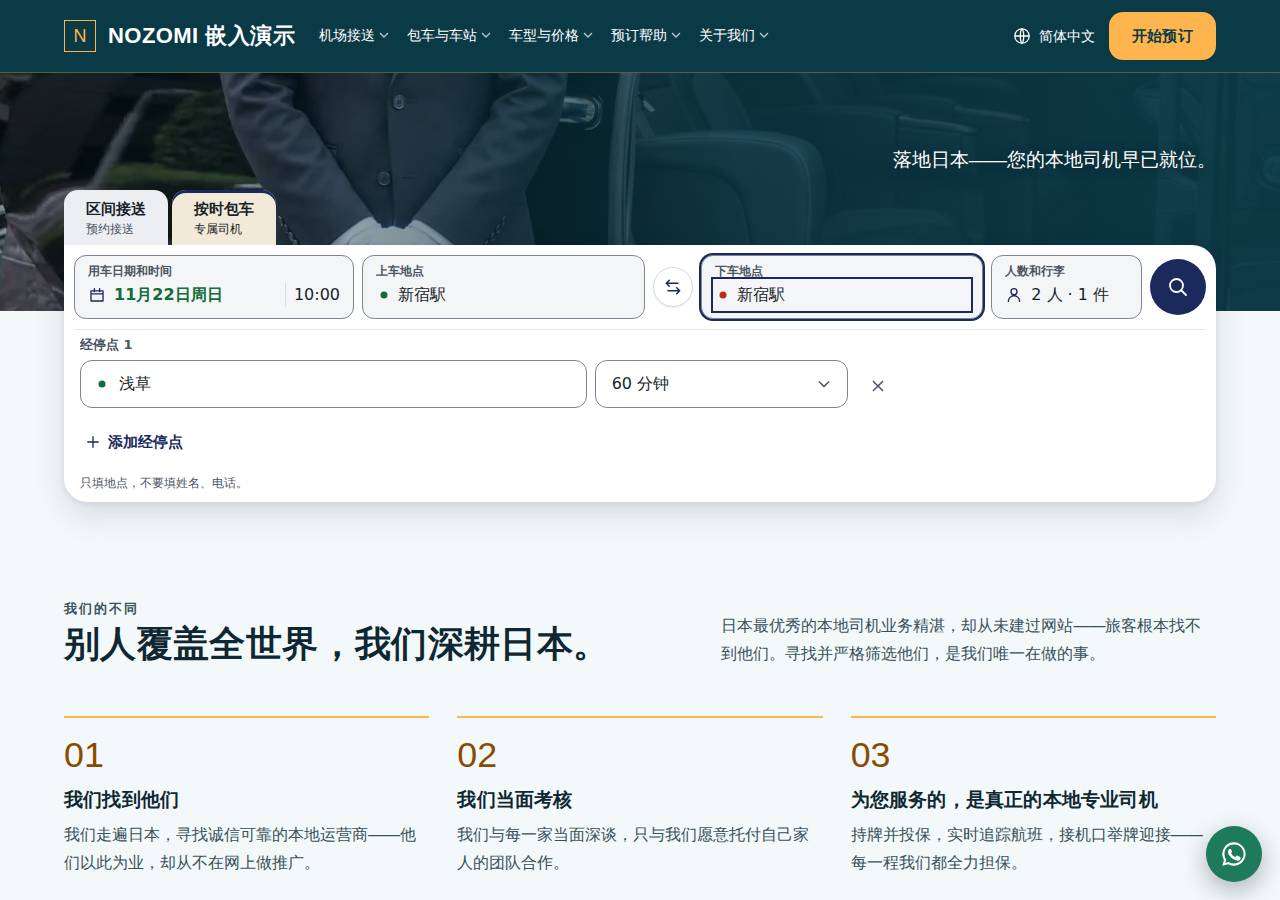 N NOZOMI 嵌入演示 机场接送 包车与车站 车型与价格 预订帮助 关于我们 简体中文 开始预订
落地日本——您的本地司机早已就位。
区间接送 按时包车
预约接送 专属司机
用车日期和时间 上车地点 下车地点 人数和行李
11月22日周日 10:00 新宿駅 新宿駅 2 人 · 1 件
经停点 1
浅草 60 分钟
添加经停点
只填地点，不要填姓名、电话。
我们的不同
别人覆盖全世界，我们深耕日本。
日本最优秀的本地司机业务精湛，却从未建过网站——旅客根本找不
到他们。寻找并严格筛选他们，是我们唯一在做的事。
01
我们找到他们
我们走遍日本，寻找诚信可靠的本地运营商——他
们以此为业，却从不在网上做推广。
02
我们当面考核
我们与每一家当面深谈，只与我们愿意托付自己家
人的团队合作。
03
为您服务的，是真正的本地专业司机
持牌并投保，实时追踪航班，接机口举牌迎接——
每一程我们都全力担保。